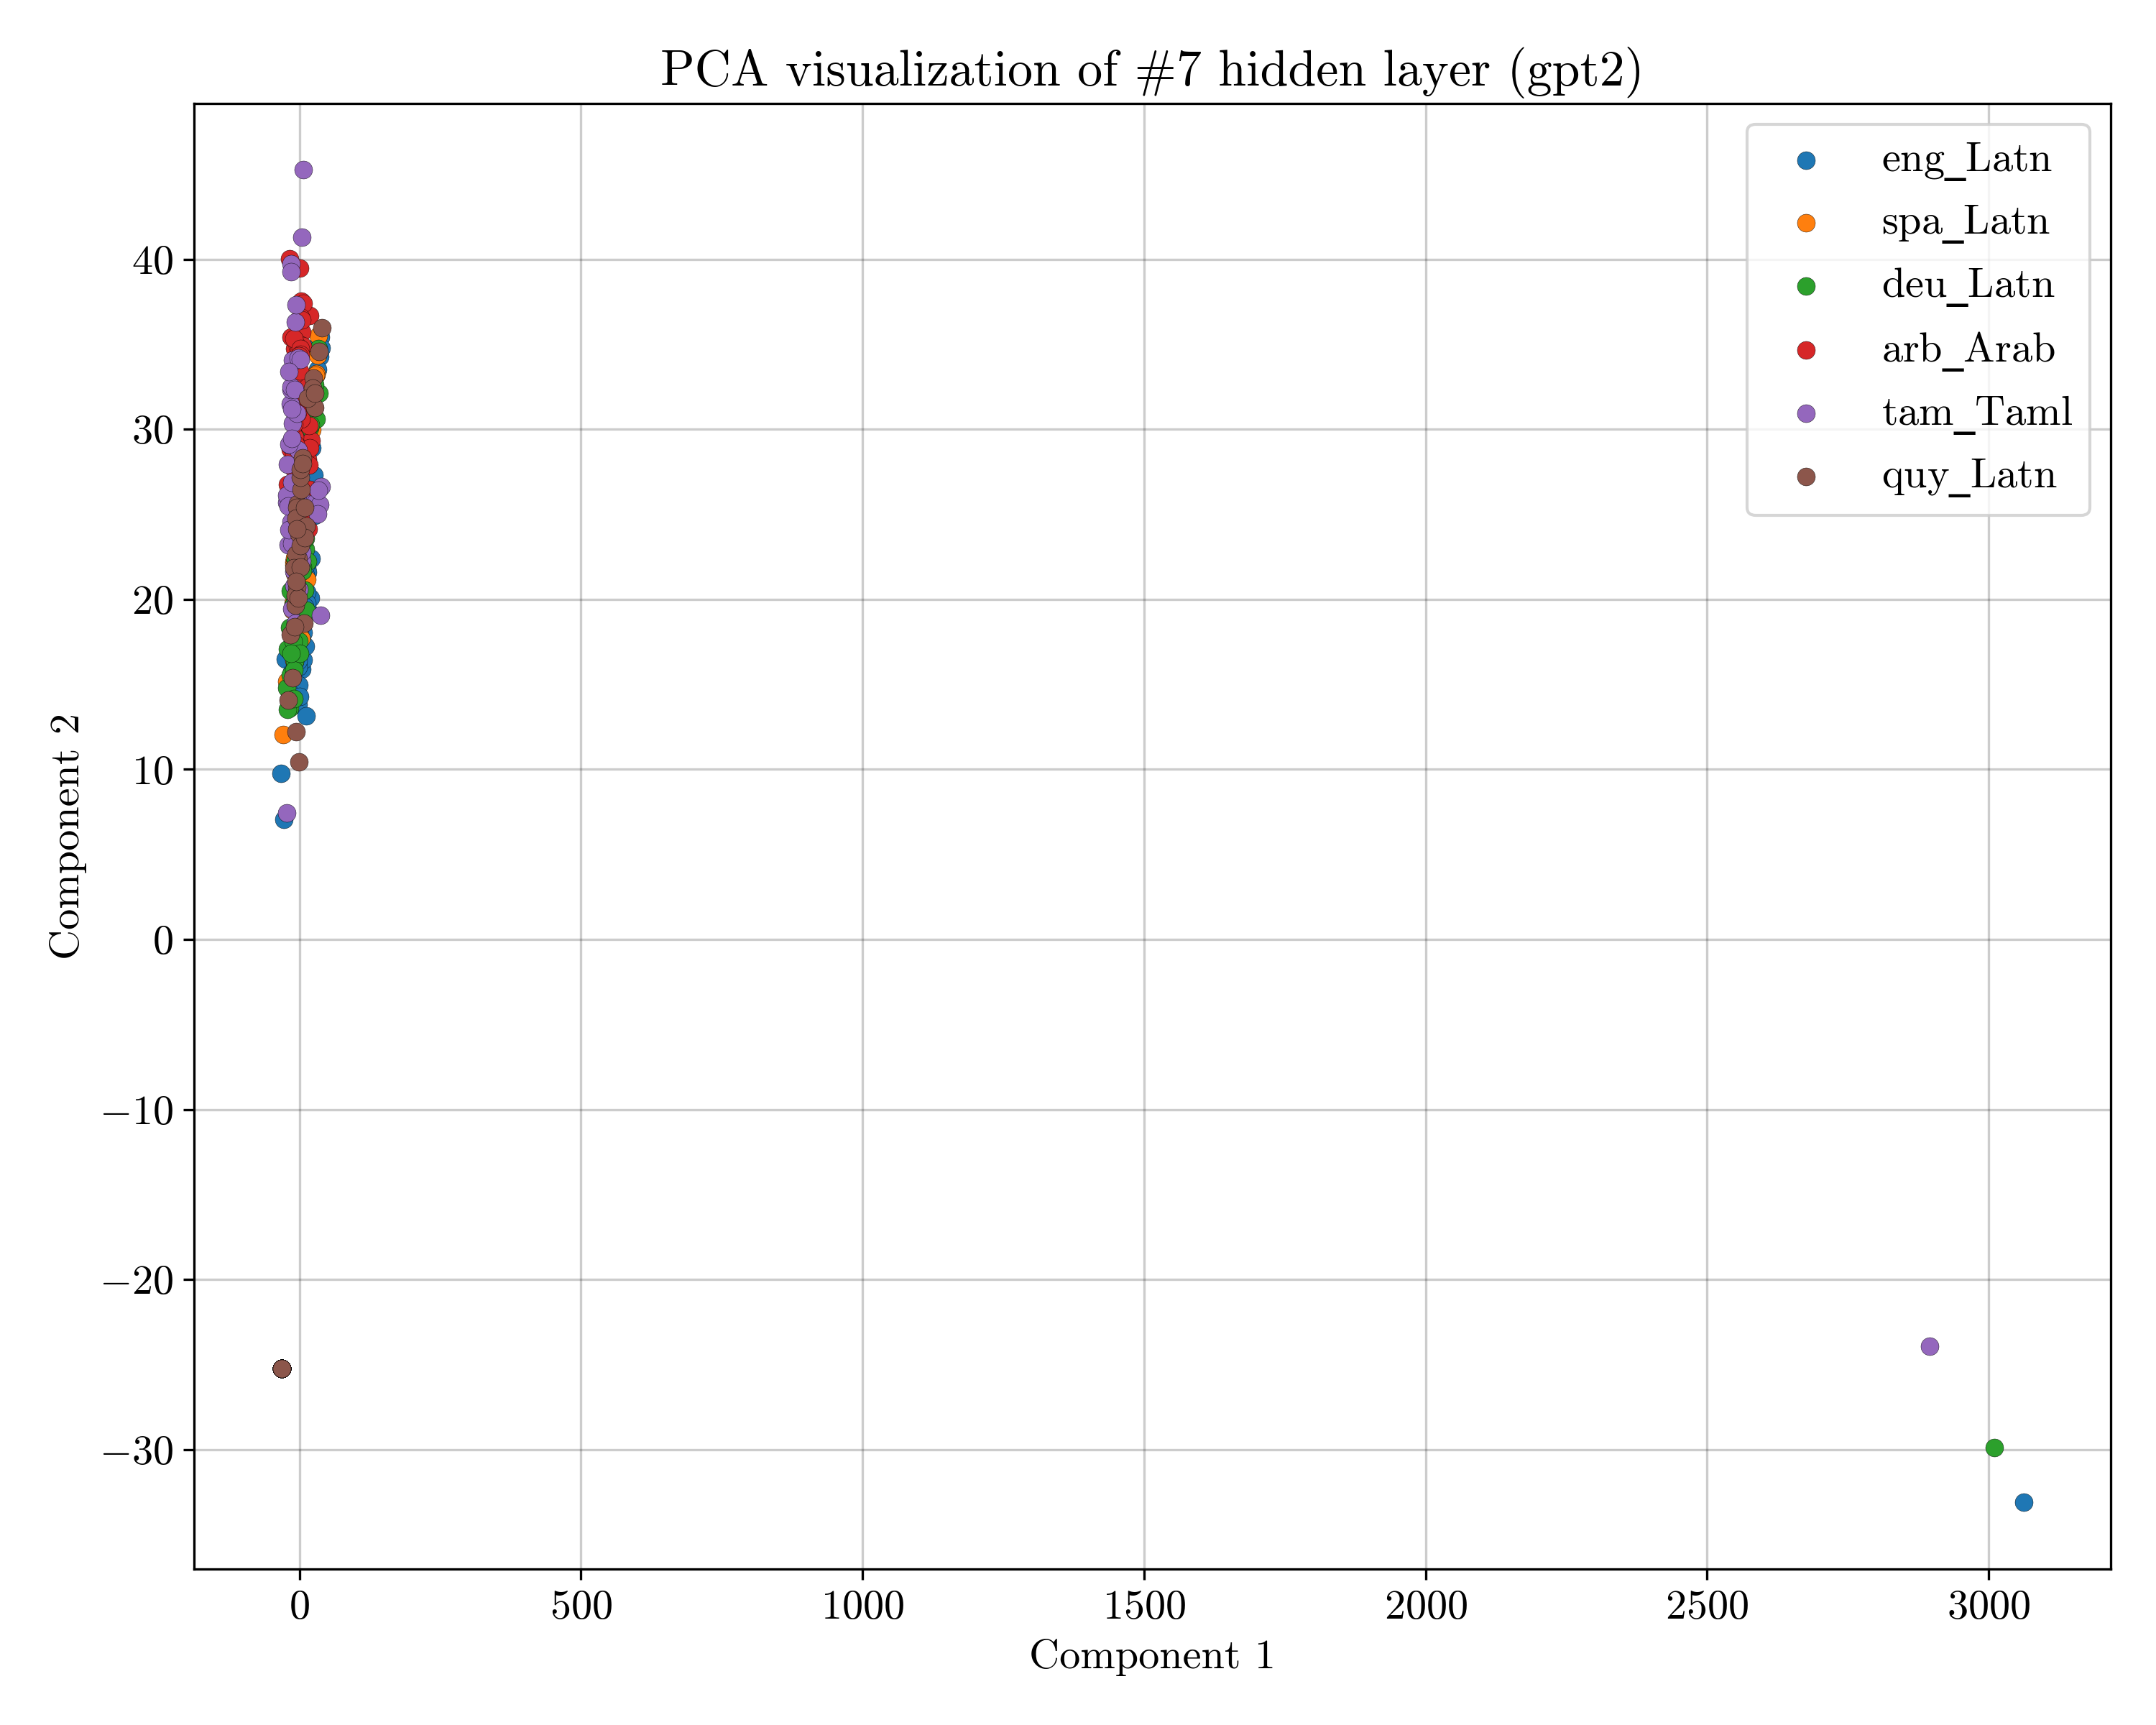 PCA visualization of #7 hidden layer (gpt2)
eng_Latn
spa_Latn
deu_Latn
arb_Arab
tam_Taml
quy_Latn
Component 2
40
30
20
10
0
−10
−20
−30
0 500 1000 1500 2000 2500 3000
Component 1